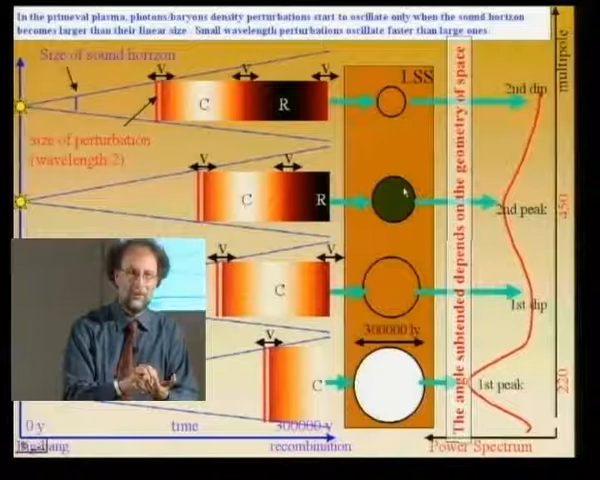 In the primeval plasma, photons/baryons density perturbations start to oscillate only when the sound horizon
becomes larger than their linear size . Small wavelength perturbations oscillate faster than large ones.
Size of sound horizon
size of perturbation
(wavelength 2)
V
V
V
C
R
LSS
2nd dip
multipole
V
V
C
R
2nd peak
450
V
V
C
1st dip
V
C
300000 ly
1st peak
220
The angle subtended depends on the geometry of space
0 y
time
300000 y
Big-bang
recombination
Power Spectrum